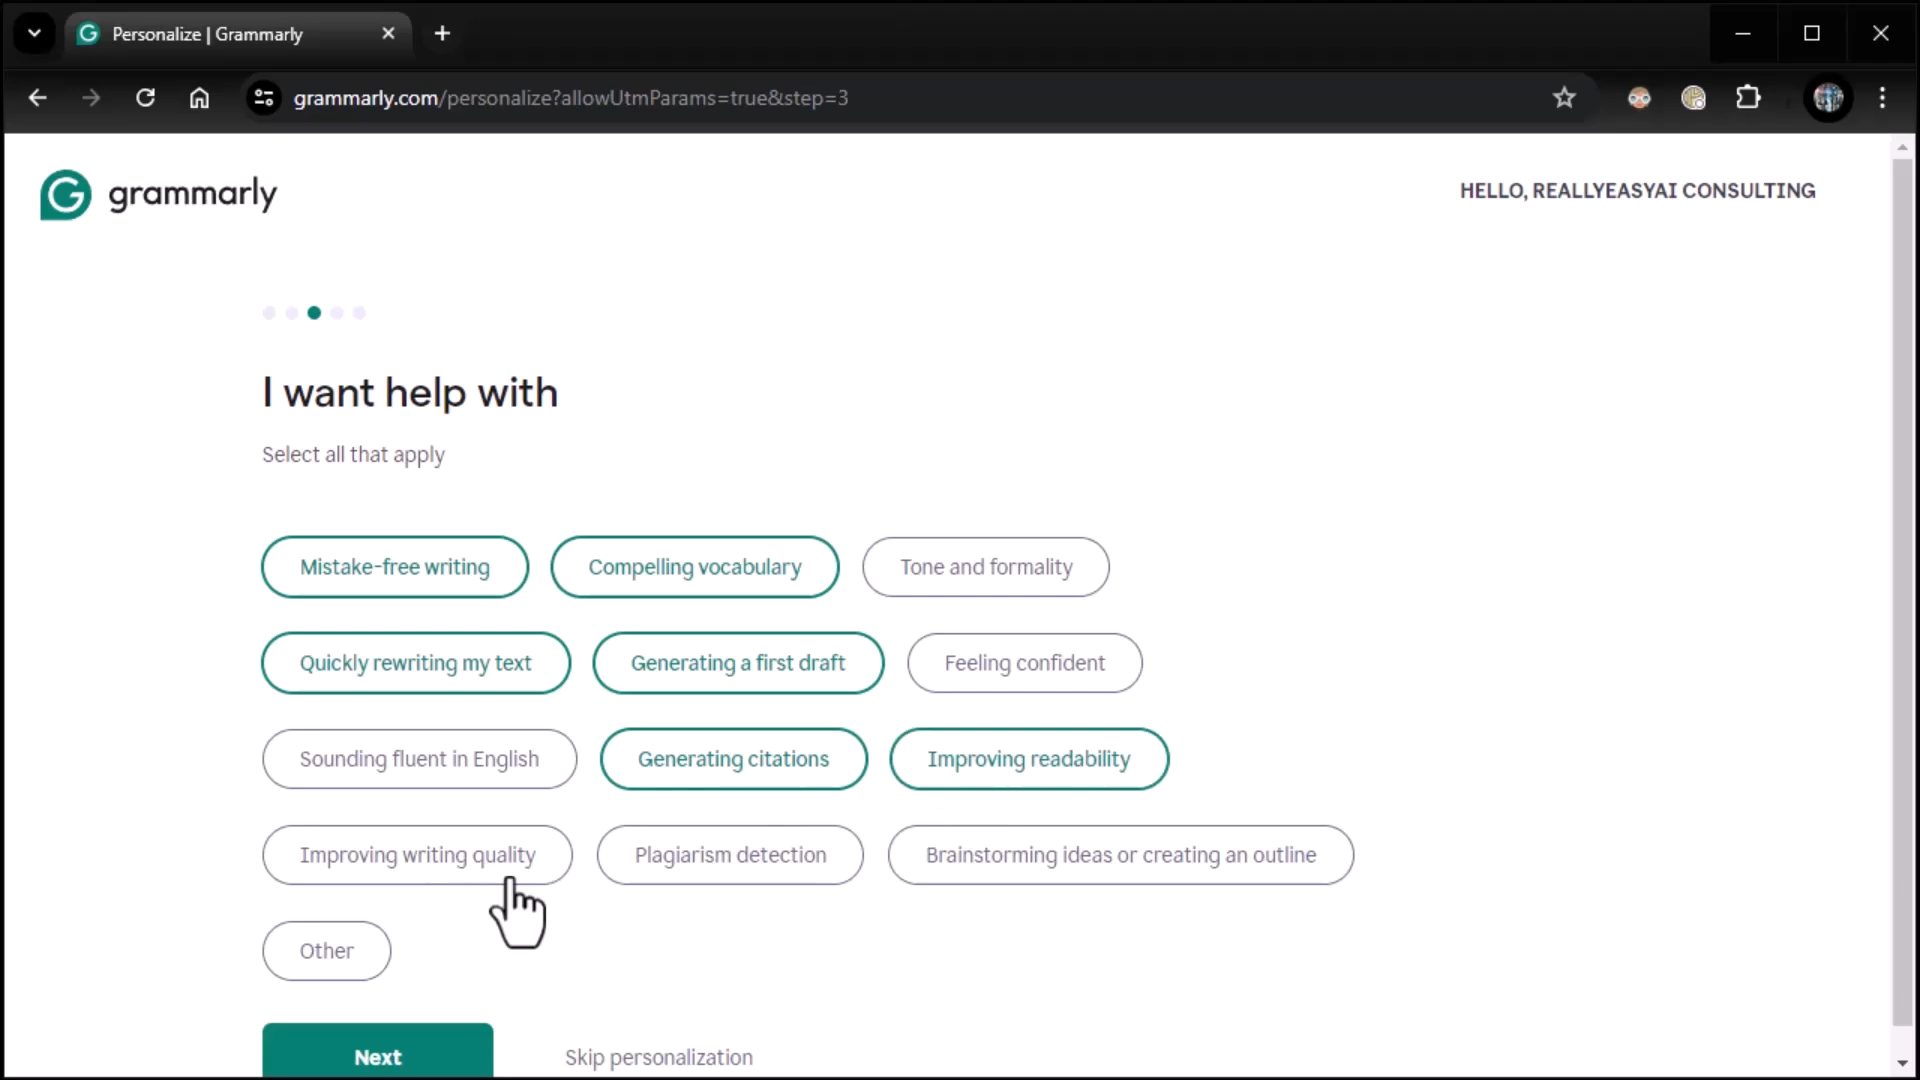 Personalize | Grammarly
grammarly.com/personalize?allowUtmParams=true&step=3
grammarly
HELLO, REALLYEASYAI CONSULTING
I want help with
Select all that apply
Mistake-free writing
Compelling vocabulary
Tone and formality
Quickly rewriting my text
Generating a first draft
Feeling confident
Sounding fluent in English
Generating citations
Improving readability
Improving writing quality
Plagiarism detection
Brainstorming ideas or creating an outline
Other
Next
Skip personalization